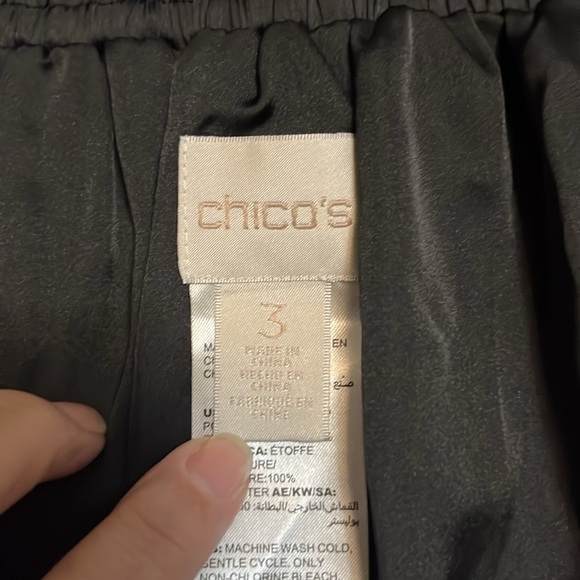 chico's
3
MADE IN
CHINA
HECHO EN
CHINA
FABRIQUÉ EN
CHINE
EN
صنع
CA: ÉTOFFE
URE/
RE:100%
TER AE/KW/SA:
القماش الخارجي/البطانة:
بوليستر
MACHINE WASH COLD,
GENTLE CYCLE. ONLY
NON-CHLORINE BLEACH